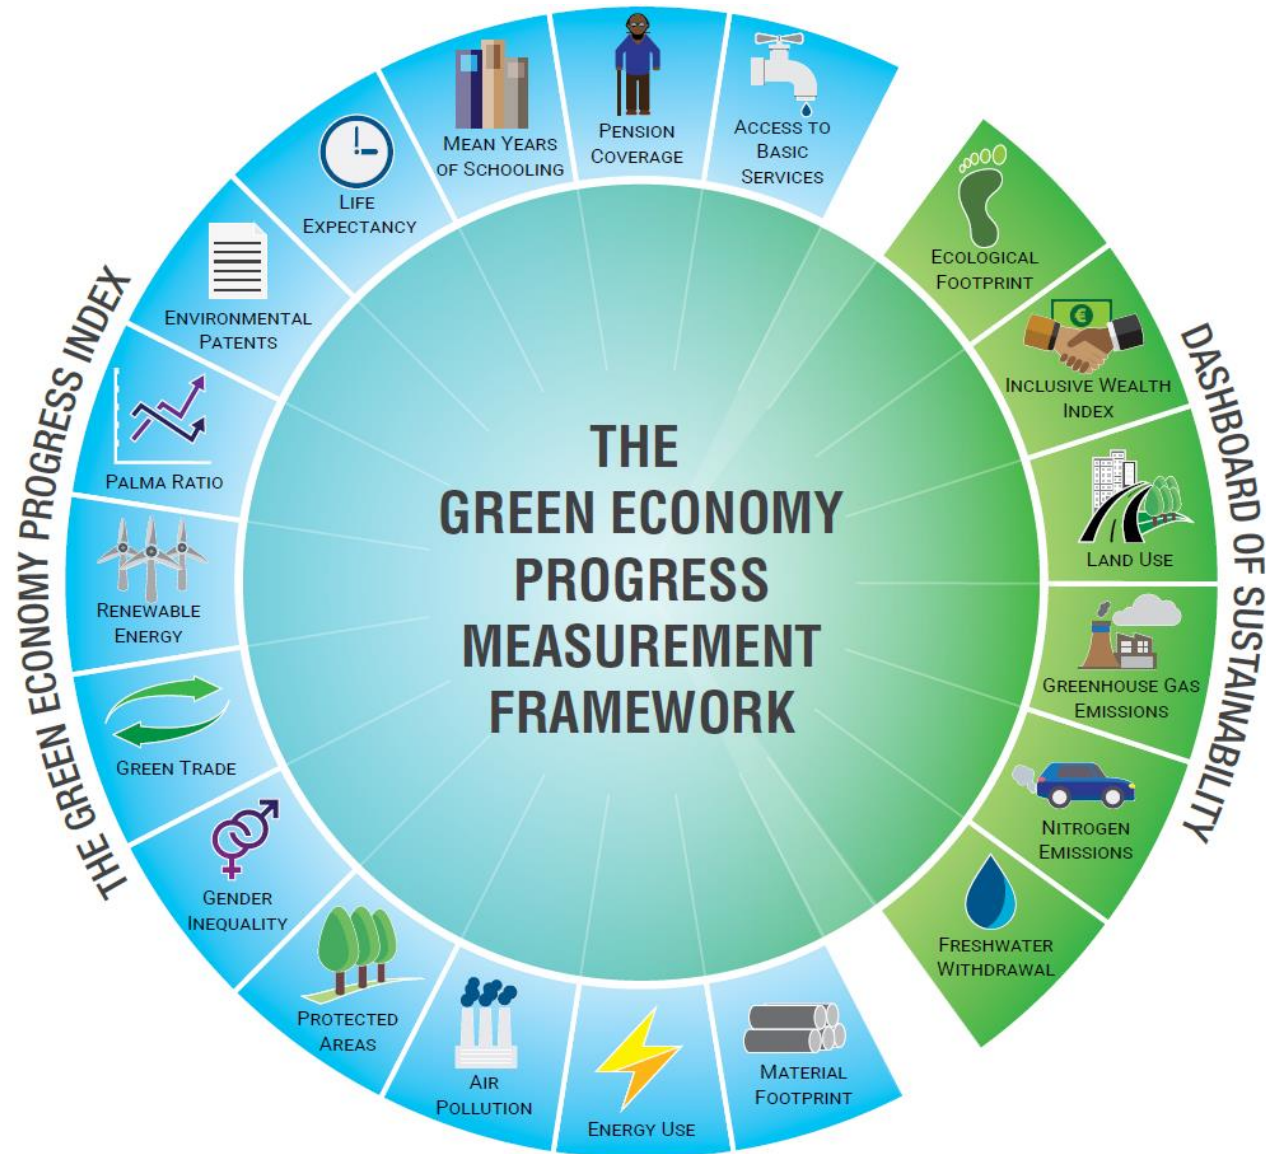 THE
GREEN ECONOMY
PROGRESS
MEASUREMENT
FRAMEWORK
THE GREEN ECONOMY PROGRESS INDEX
ACCESS TO
BASIC
SERVICES
PENSION
COVERAGE
MEAN YEARS
OF SCHOOLING
LIFE
EXPECTANCY
ENVIRONMENTAL
PATENTS
PALMA RATIO
RENEWABLE
ENERGY
GREEN TRADE
GENDER
INEQUALITY
PROTECTED
AREAS
AIR
POLLUTION
ENERGY USE
MATERIAL
FOOTPRINT
DASHBOARD OF SUSTAINABILITY
ECOLOGICAL
FOOTPRINT
€
INCLUSIVE WEALTH
INDEX
LAND USE
GREENHOUSE GAS
EMISSIONS
NITROGEN
EMISSIONS
FRESHWATER
WITHDRAWAL